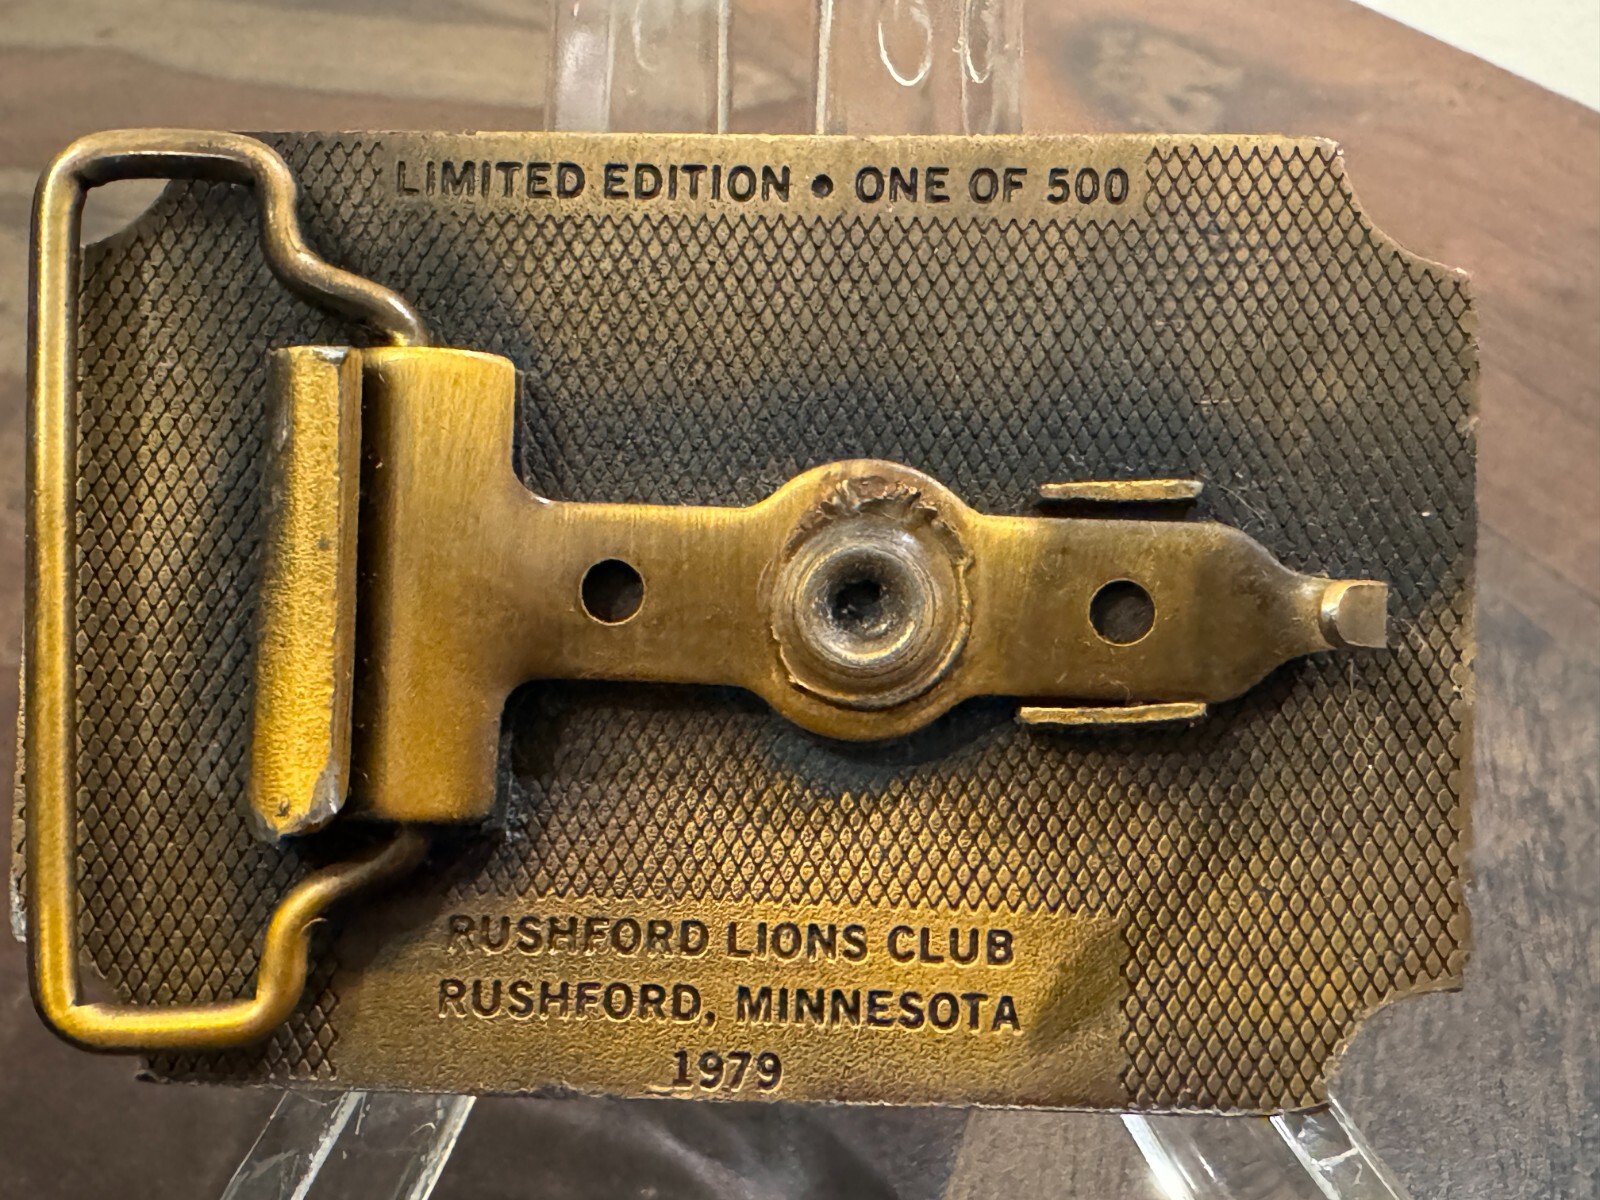 LIMITED EDITION • ONE OF 500
RUSHFORD LIONS CLUB
RUSHFORD, MINNESOTA
1979